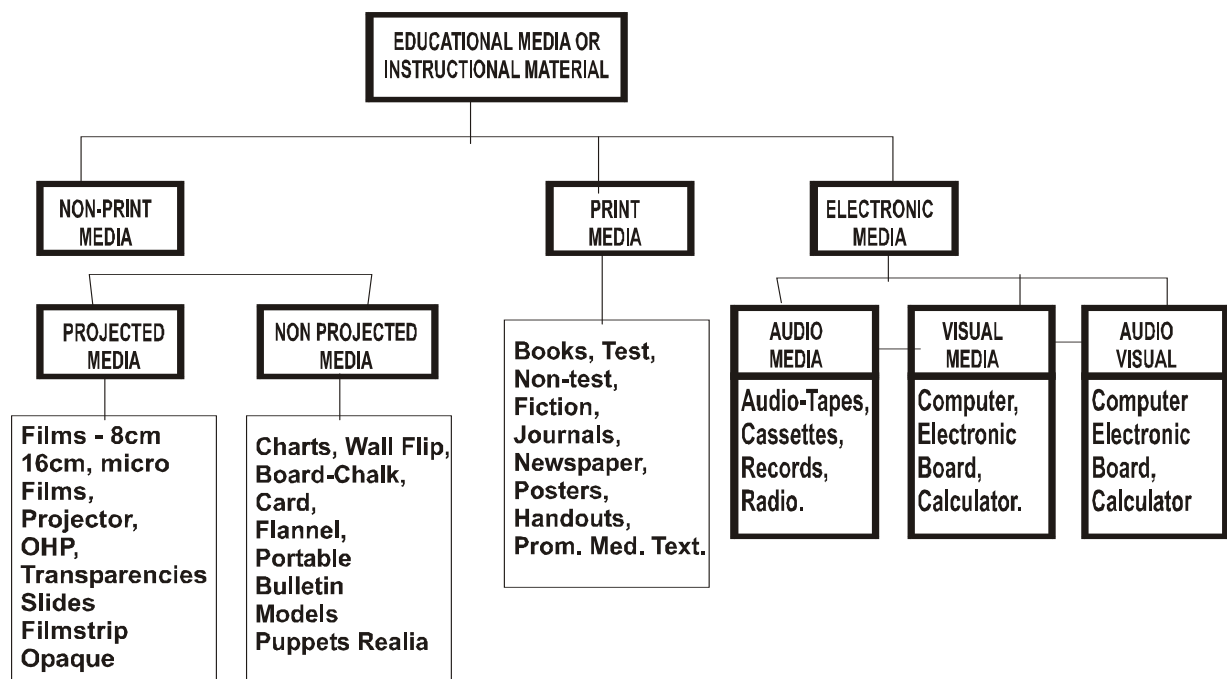 EDUCATIONAL MEDIA OR
INSTRUCTIONAL MATERIAL
NON-PRINT
MEDIA
PRINT
MEDIA
ELECTRONIC
MEDIA
PROJECTED
MEDIA
NON PROJECTED
MEDIA
AUDIO
MEDIA
VISUAL
MEDIA
AUDIO
VISUAL
Films - 8cm
16cm, micro
Films,
Projector,
OHP,
Transparencies
Slides
Filmstrip
Opaque
Charts, Wall Flip,
Board-Chalk,
Card,
Flannel,
Portable
Bulletin
Models
Puppets Realia
Books, Test,
Non-test,
Fiction,
Journals,
Newspaper,
Posters,
Handouts,
Prom. Med. Text.
Audio-Tapes,
Cassettes,
Records,
Radio.
Computer,
Electronic
Board,
Calculator.
Computer
Electronic
Board,
Calculator